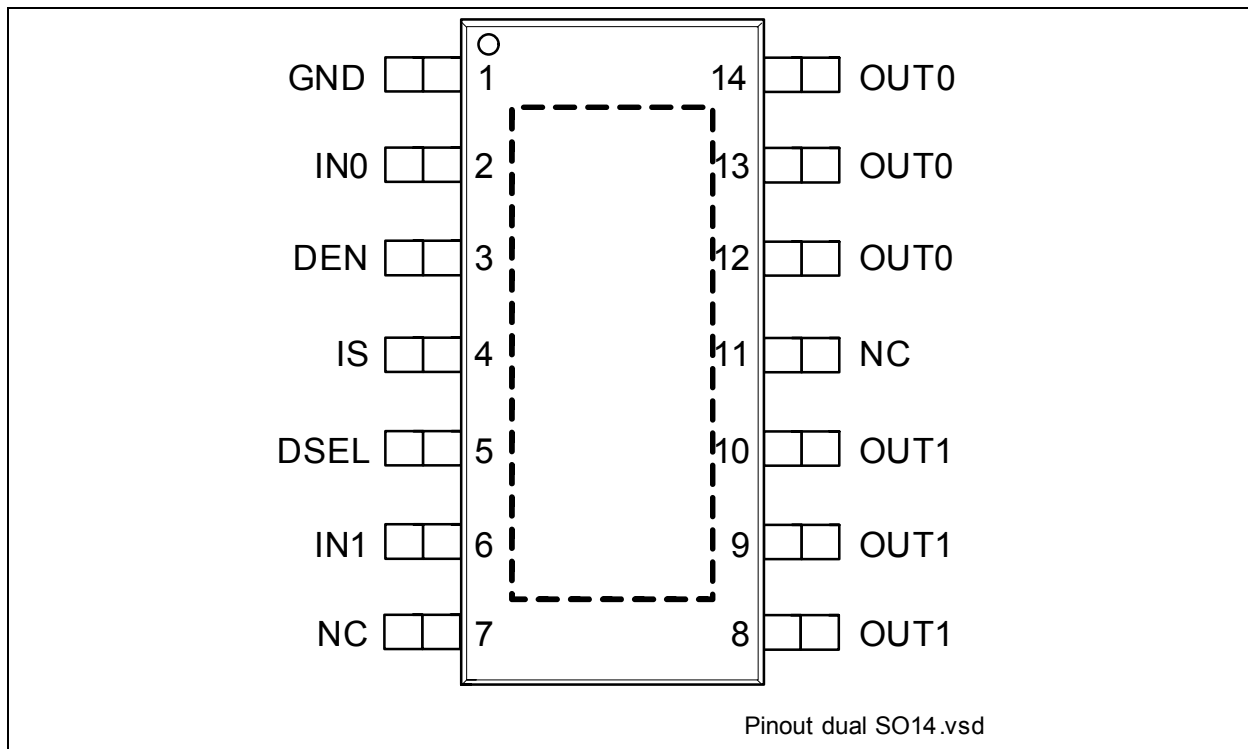 GND 1 14 OUT0
IN0 2 13 OUT0
DEN 3 12 OUT0
IS 4 11 NC
DSEL 5 10 OUT1
IN1 6 9 OUT1
NC 7 8 OUT1
Pinout dual SO14.vsd